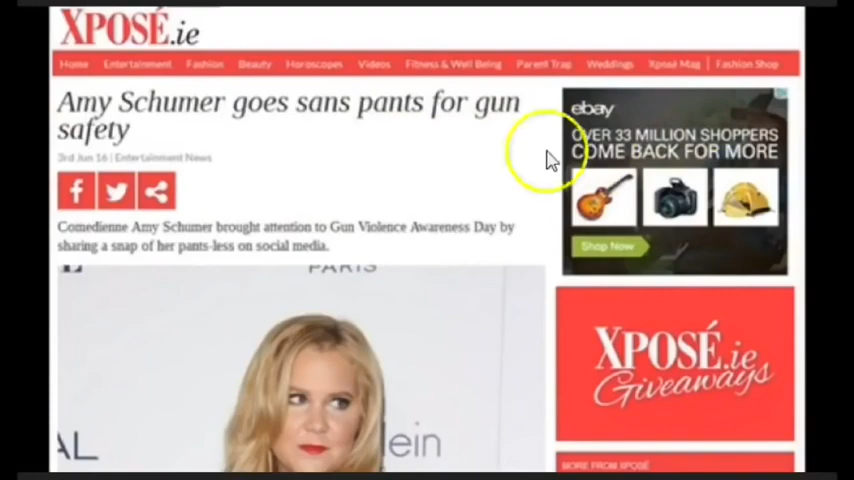 XPOSÉ.ie
Home Entertainment Fashion Beauty Horoscopes Videos Fitness & Well Being Parent Trap Weddings Xposé Mag Fashion Shop
Amy Schumer goes sans pants for gun
safety
3rd Jun 16 | Entertainment News
Comedienne Amy Schumer brought attention to Gun Violence Awareness Day by
sharing a snap of her pants-less on social media.
PARIS
AL
lein
ebay
OVER 33 MILLION SHOPPERS
COME BACK FOR MORE
Shop Now
XPOSÉ.ie
Giveaways
MORE FROM XPOSÉ